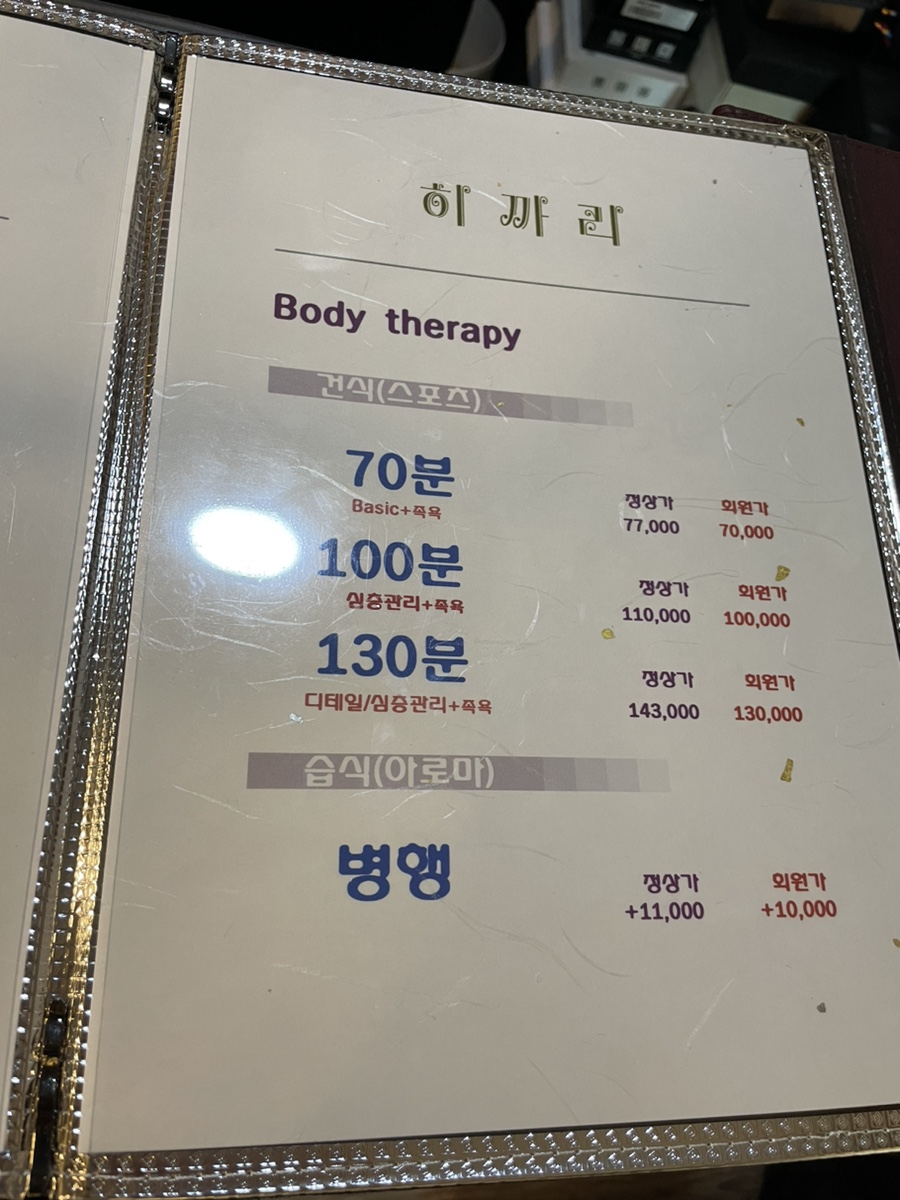 히까리
Body therapy
건식(스포츠)
70분
Basic+족욕
정상가 회원가
77,000 70,000
100분
심층관리+족욕
정상가 회원가
110,000 100,000
130분
디테일/심층관리+족욕
정상가 회원가
143,000 130,000
습식(아로마)
병행
정상가 회원가
+11,000 +10,000